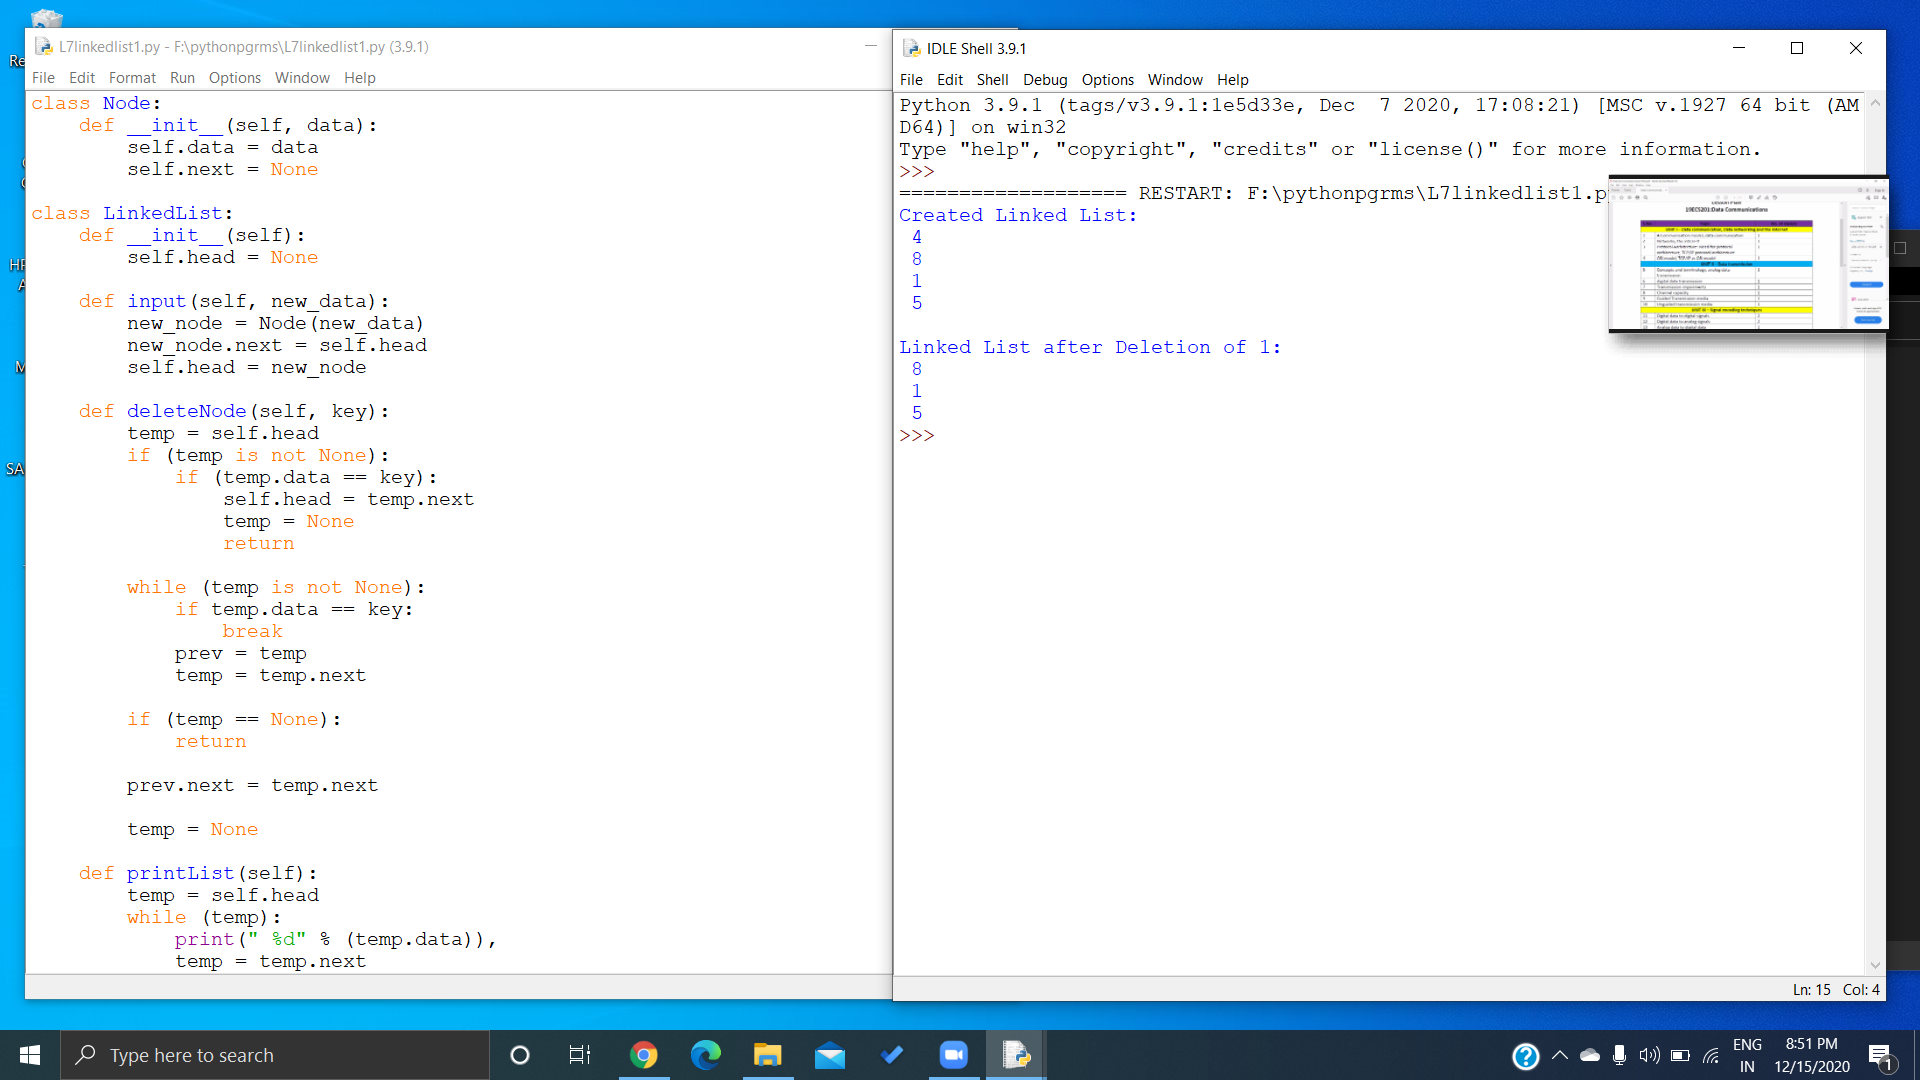 L7linkedlist1.py - F:\pythonpgrms\L7linkedlist1.py (3.9.1)
File Edit Format Run Options Window Help
class Node:
    def __init__(self, data):
        self.data = data
        self.next = None

class LinkedList:
    def __init__(self):
        self.head = None

    def input(self, new_data):
        new_node = Node(new_data)
        new_node.next = self.head
        self.head = new_node

    def deleteNode(self, key):
        temp = self.head
        if (temp is not None):
            if (temp.data == key):
                self.head = temp.next
                temp = None
                return

        while (temp is not None):
            if temp.data == key:
                break
            prev = temp
            temp = temp.next

        if (temp == None):
            return

        prev.next = temp.next

        temp = None

    def printList(self):
        temp = self.head
        while (temp):
            print(" %d" % (temp.data)),
            temp = temp.next
IDLE Shell 3.9.1
File Edit Shell Debug Options Window Help
Python 3.9.1 (tags/v3.9.1:1e5d33e, Dec  7 2020, 17:08:21) [MSC v.1927 64 bit (AM
D64)] on win32
Type "help", "copyright", "credits" or "license()" for more information.
>>>
=================== RESTART: F:\pythonpgrms\L7linkedlist1.p
Created Linked List:
 4
 8
 1
 5

Linked List after Deletion of 1:
 8
 1
 5
>>>
19ECS201:Data Communications
Ln: 15 Col: 4
Type here to search
ENG
IN
8:51 PM
12/15/2020
1